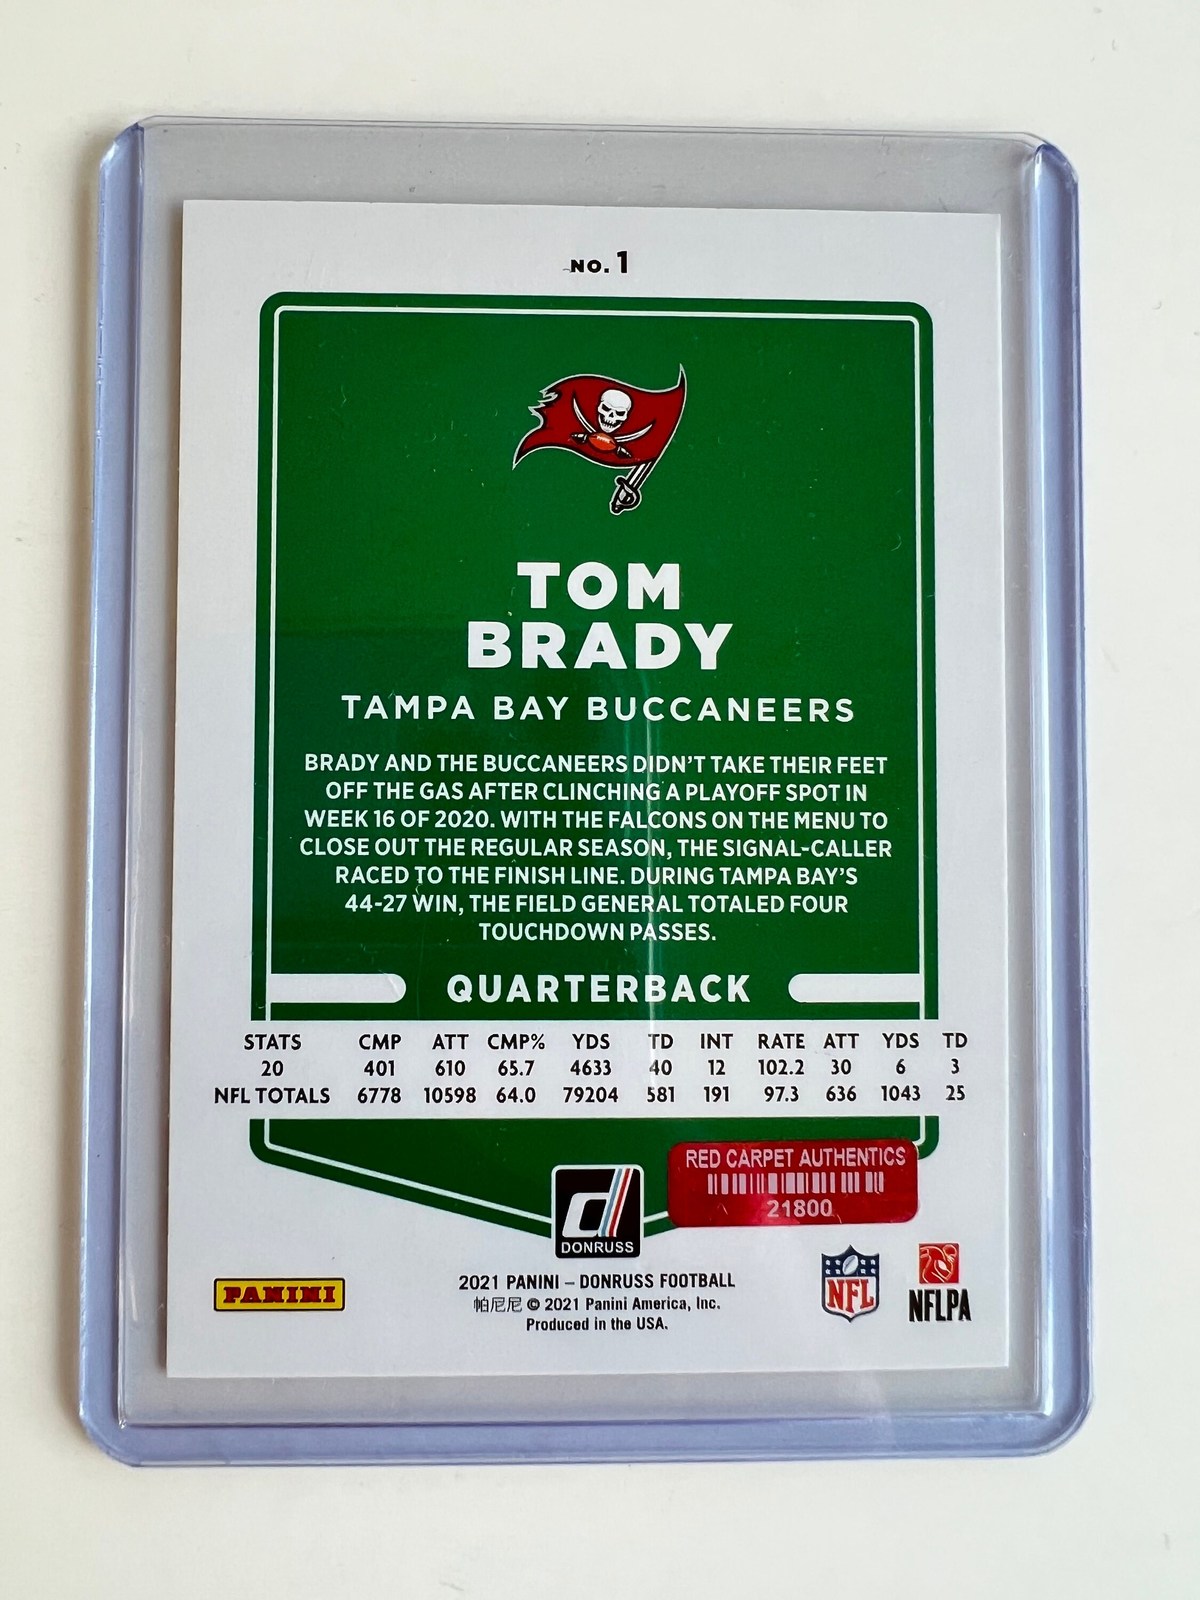 NO. 1
TOM
BRADY
TAMPA BAY BUCCANEERS
BRADY AND THE BUCCANEERS DIDN'T TAKE THEIR FEET
OFF THE GAS AFTER CLINCHING A PLAYOFF SPOT IN
WEEK 16 OF 2020. WITH THE FALCONS ON THE MENU TO
CLOSE OUT THE REGULAR SEASON, THE SIGNAL-CALLER
RACED TO THE FINISH LINE. DURING TAMPA BAY'S
44-27 WIN, THE FIELD GENERAL TOTALED FOUR
TOUCHDOWN PASSES.
QUARTERBACK
STATS CMP ATT CMP% YDS TD INT RATE ATT YDS TD
20 401 610 65.7 4633 40 12 102.2 30 6 3
NFL TOTALS 6778 10598 64.0 79204 581 191 97.3 636 1043 25
RED CARPET AUTHENTICS
21800
d
DONRUSS
PANINI
2021 PANINI – DONRUSS FOOTBALL
帕尼尼 © 2021 Panini America, Inc.
Produced in the USA.
NFL
NFLPA